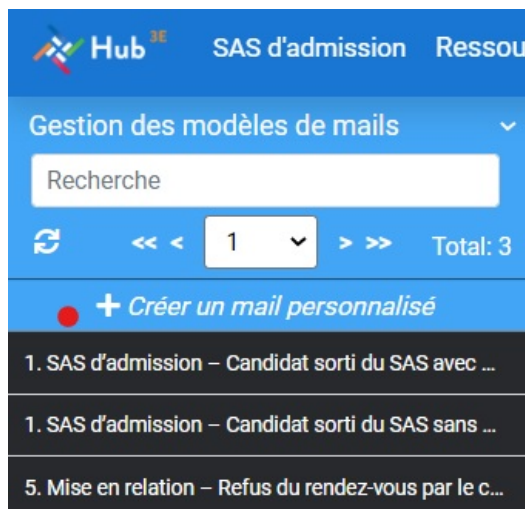 Hub 3E SAS d'admission Ressou
Gestion des modèles de mails
Recherche
<< < 1 > >> Total: 3
+ Créer un mail personnalisé
1. SAS d'admission – Candidat sorti du SAS avec ...
1. SAS d'admission – Candidat sorti du SAS sans ...
5. Mise en relation – Refus du rendez-vous par le c...